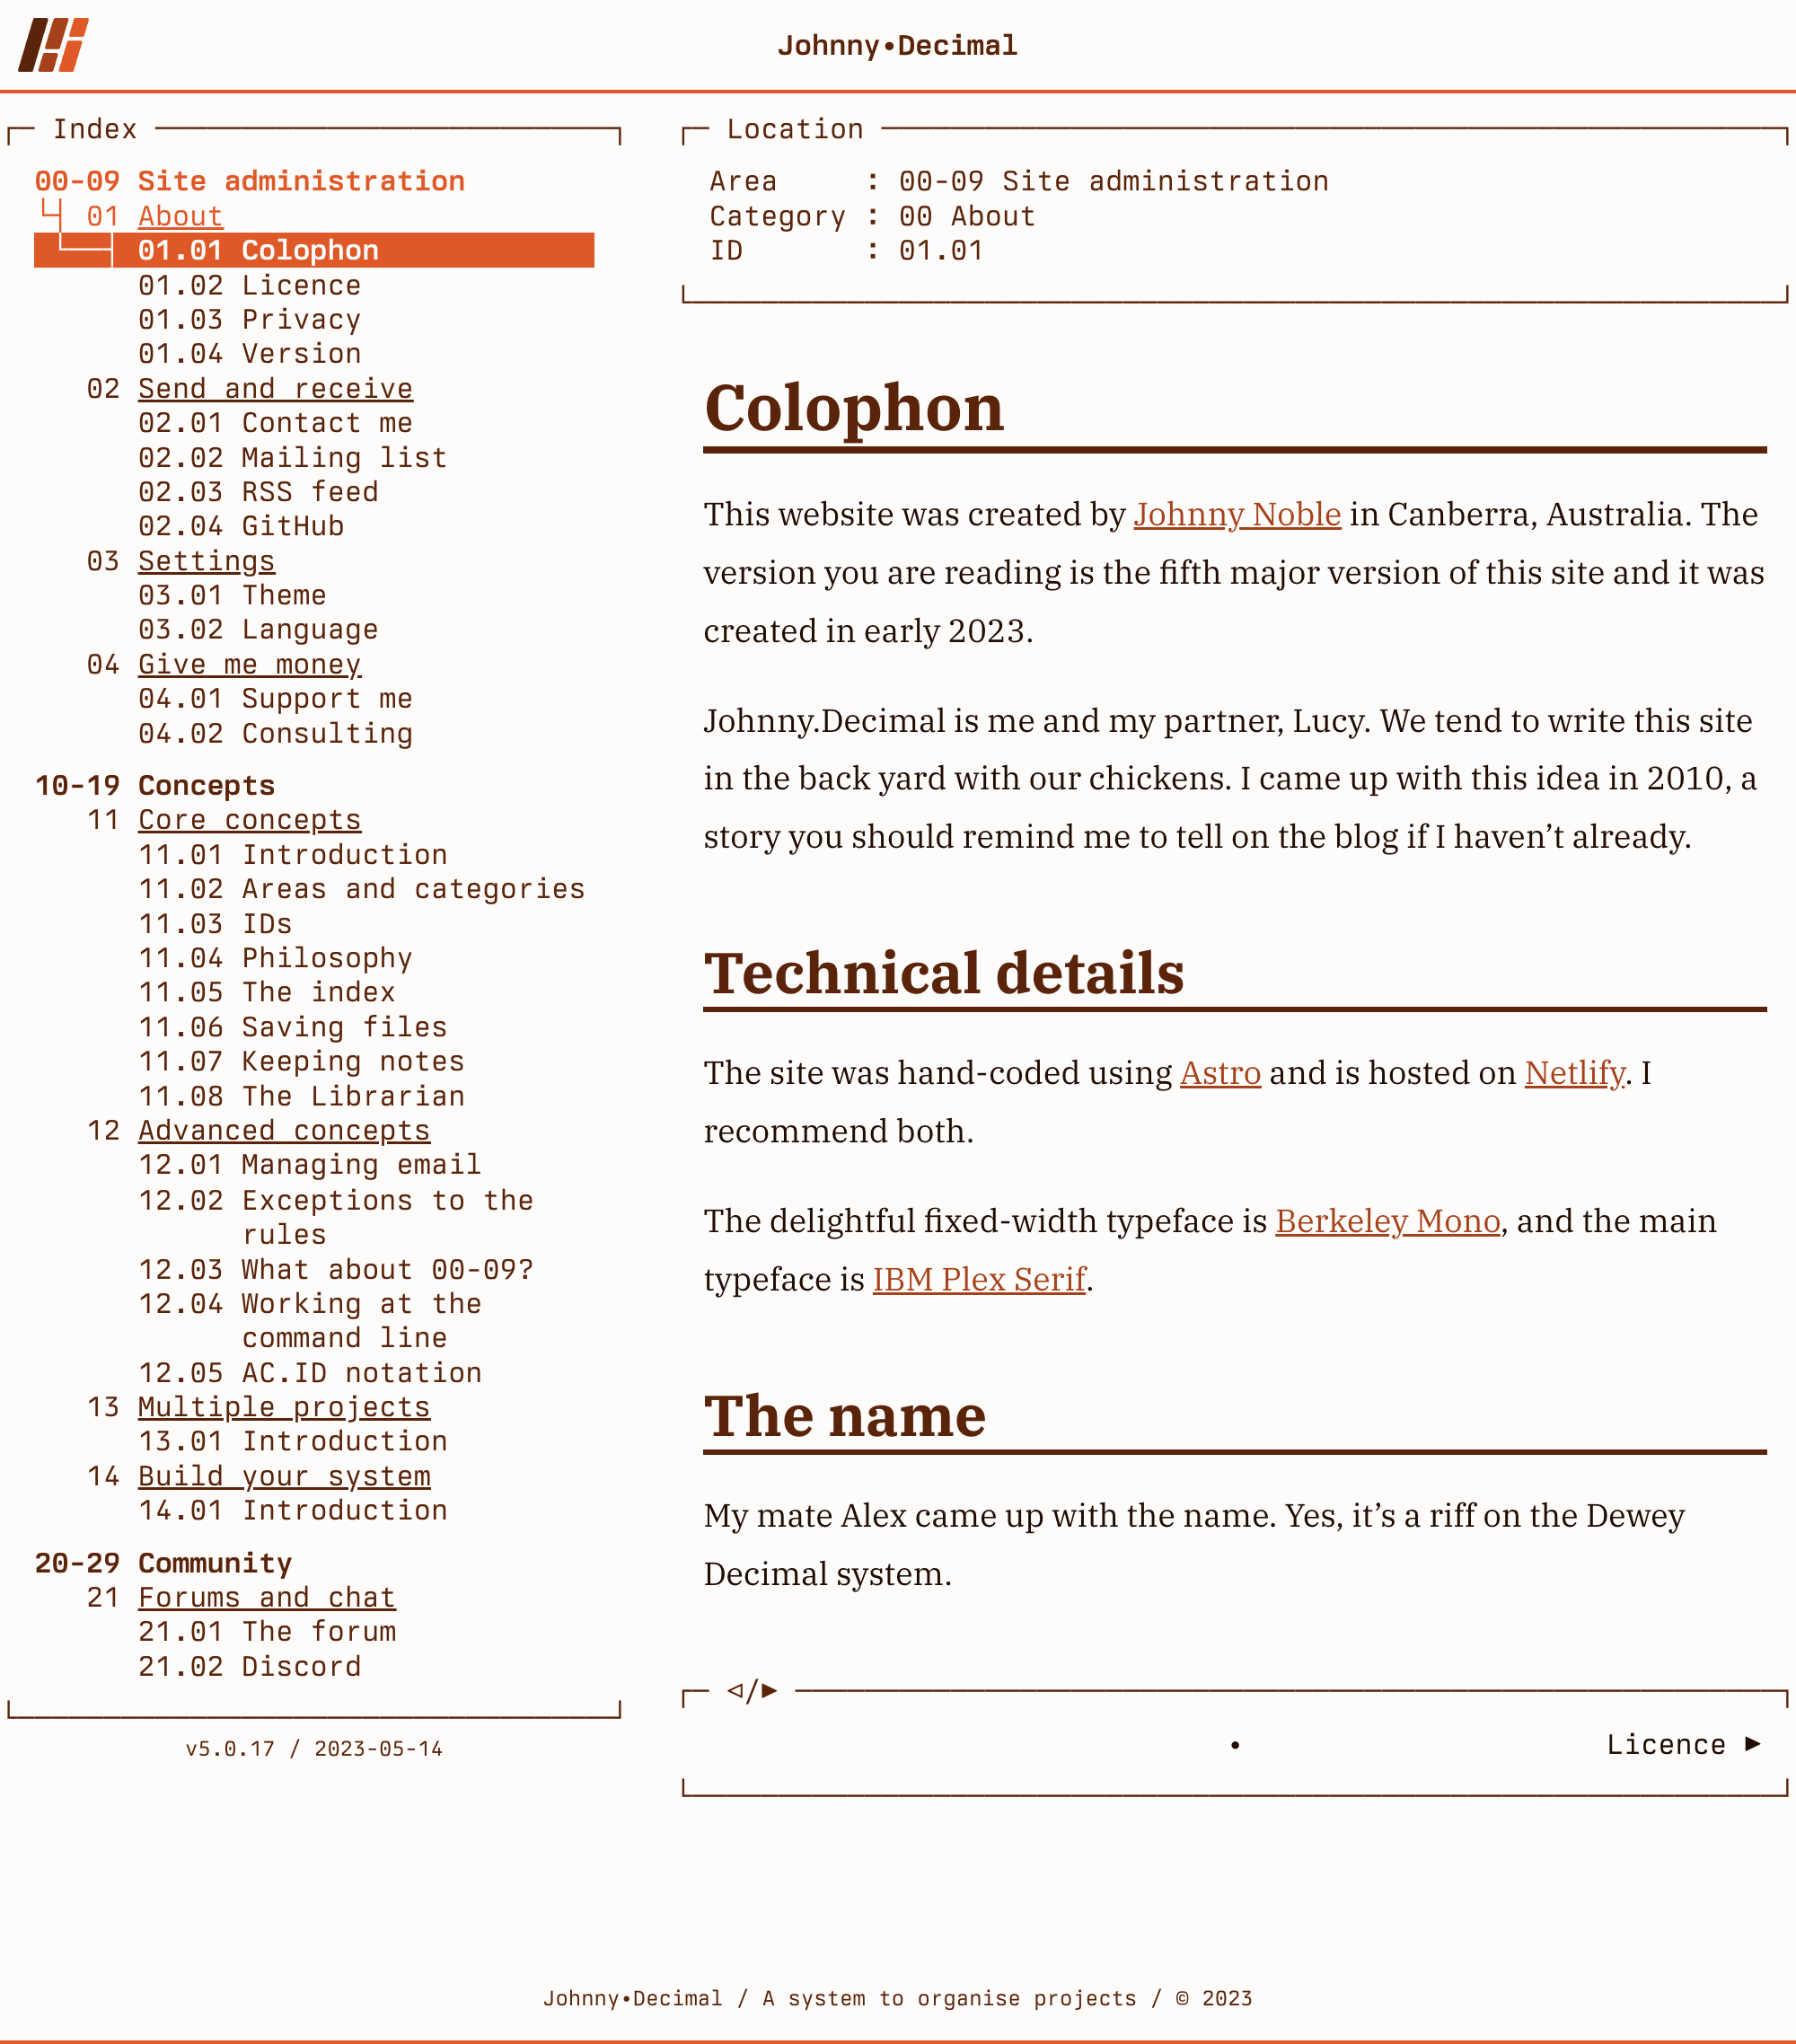 Johnny•Decimal
Index
00-09 Site administration
01 About
01.01 Colophon
01.02 Licence
01.03 Privacy
01.04 Version
02 Send and receive
02.01 Contact me
02.02 Mailing list
02.03 RSS feed
02.04 GitHub
03 Settings
03.01 Theme
03.02 Language
04 Give me money
04.01 Support me
04.02 Consulting
10-19 Concepts
11 Core concepts
11.01 Introduction
11.02 Areas and categories
11.03 IDs
11.04 Philosophy
11.05 The index
11.06 Saving files
11.07 Keeping notes
11.08 The Librarian
12 Advanced concepts
12.01 Managing email
12.02 Exceptions to the
rules
12.03 What about 00-09?
12.04 Working at the
command line
12.05 AC.ID notation
13 Multiple projects
13.01 Introduction
14 Build your system
14.01 Introduction
20-29 Community
21 Forums and chat
21.01 The forum
21.02 Discord
v5.0.17 / 2023-05-14
Location
Area : 00-09 Site administration
Category : 00 About
ID : 01.01
Colophon
This website was created by Johnny Noble in Canberra, Australia. The
version you are reading is the fifth major version of this site and it was
created in early 2023.
Johnny.Decimal is me and my partner, Lucy. We tend to write this site
in the back yard with our chickens. I came up with this idea in 2010, a
story you should remind me to tell on the blog if I haven’t already.
Technical details
The site was hand-coded using Astro and is hosted on Netlify. I
recommend both.
The delightful fixed-width typeface is Berkeley Mono, and the main
typeface is IBM Plex Serif.
The name
My mate Alex came up with the name. Yes, it’s a riff on the Dewey
Decimal system.
◁/▶
• Licence ▶
Johnny•Decimal / A system to organise projects / © 2023